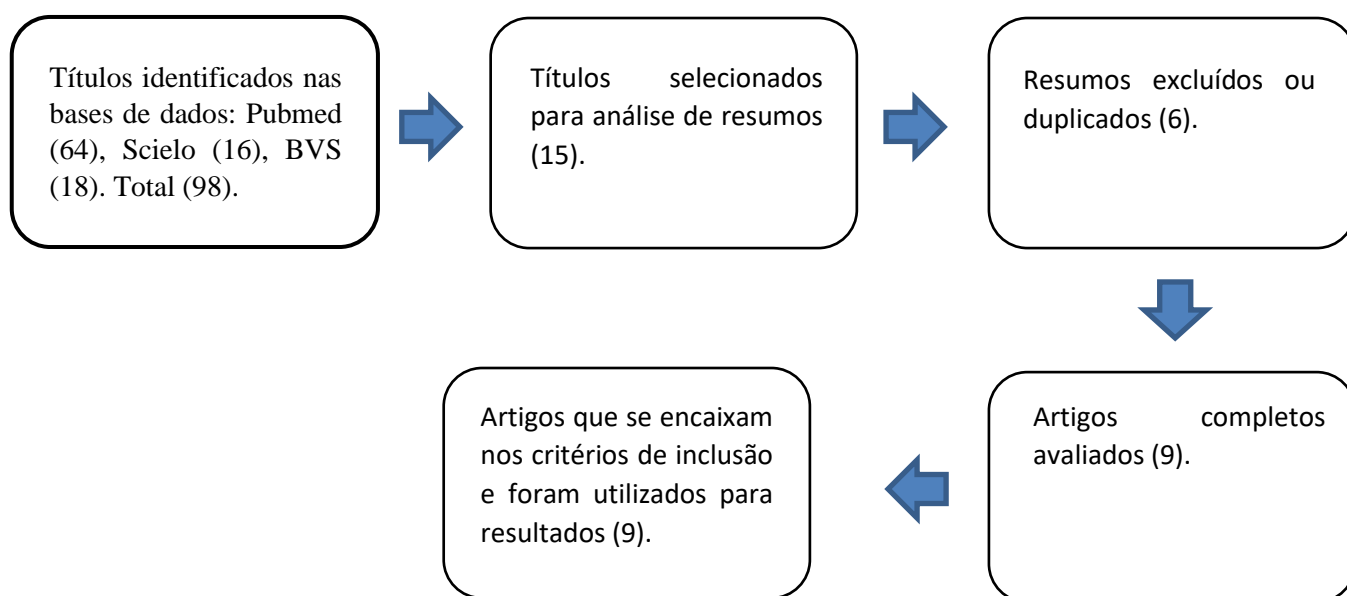 Títulos identificados nas
bases de dados: Pubmed
(64), Scielo (16), BVS
(18). Total (98).
Títulos selecionados
para análise de resumos
(15).
Resumos excluídos ou
duplicados (6).
Artigos completos
avaliados (9).
Artigos que se encaixam
nos critérios de inclusão
e foram utilizados para
resultados (9).